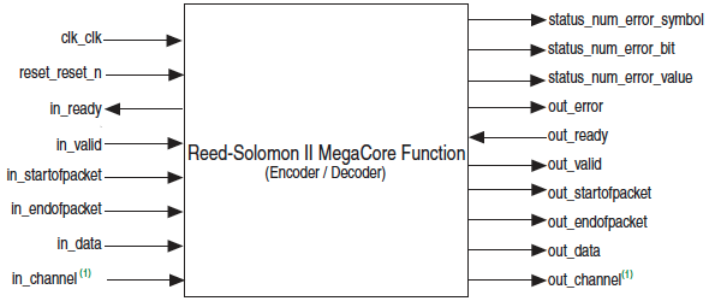 clk_clk
reset_reset_n
in_ready
in_valid
in_startofpacket
in_endofpacket
in_data
in_channel (1)
Reed-Solomon II MegaCore Function
(Encoder / Decoder)
status_num_error_symbol
status_num_error_bit
status_num_error_value
out_error
out_ready
out_valid
out_startofpacket
out_endofpacket
out_data
out_channel(1)